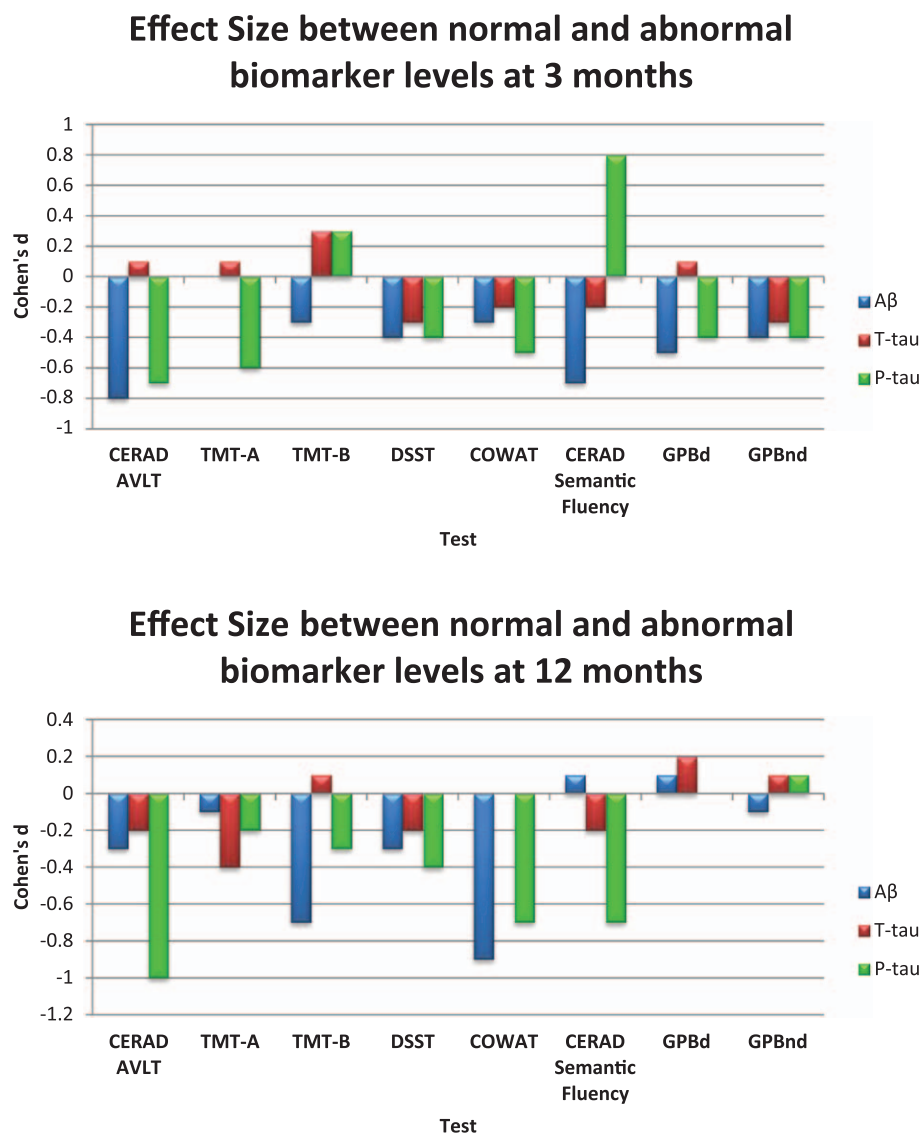 Effect Size between normal and abnormal
biomarker levels at 3 months
1
0.8
0.6
0.4
0.2
0
-0.2
-0.4
-0.6
-0.8
-1
Cohen's d
CERAD TMT-A TMT-B DSST COWAT CERAD GPBd GPBnd
AVLT Semantic
Fluency
Test
Aβ
T-tau
P-tau
Effect Size between normal and abnormal
biomarker levels at 12 months
0.4
0.2
0
-0.2
-0.4
-0.6
-0.8
-1
-1.2
Cohen's d
CERAD TMT-A TMT-B DSST COWAT CERAD GPBd GPBnd
AVLT Semantic
Fluency
Test
Aβ
T-tau
P-tau